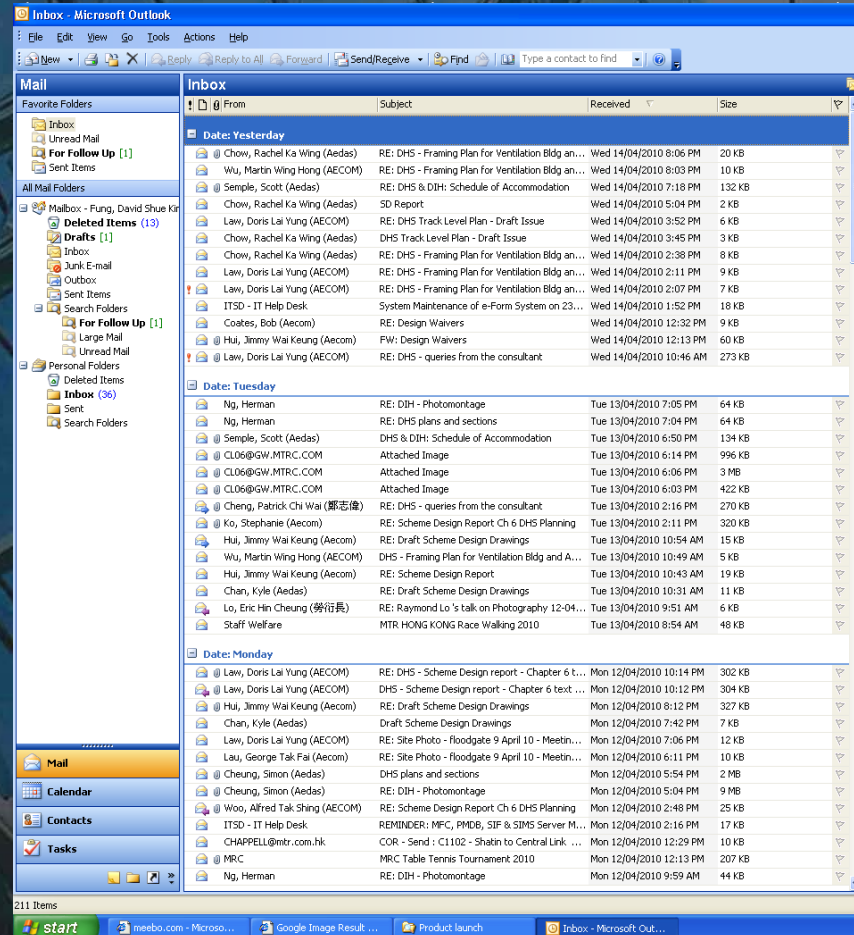 Inbox - Microsoft Outlook
File Edit View Go Tools Actions Help
New Reply Reply to All Forward Send/Receive Find Type a contact to find
Mail
Favorite Folders
Inbox
Unread Mail
For Follow Up [1]
Sent Items
All Mail Folders
Mailbox - Fung, David Shue Kin
Deleted Items (13)
Drafts [1]
Inbox
Junk E-mail
Outbox
Sent Items
Search Folders
For Follow Up [1]
Large Mail
Unread Mail
Personal Folders
Deleted Items
Inbox (36)
Sent
Search Folders
Mail
Calendar
Contacts
Tasks
Inbox
From Subject Received Size
Date: Yesterday
Chow, Rachel Ka Wing (Aedas) RE: DHS - Framing Plan for Ventilation Bldg an... Wed 14/04/2010 8:06 PM 20 KB
Wu, Martin Wing Hong (AECOM) RE: DHS - Framing Plan for Ventilation Bldg an... Wed 14/04/2010 8:03 PM 10 KB
Semple, Scott (Aedas) RE: DHS & DIH: Schedule of Accommodation Wed 14/04/2010 7:18 PM 132 KB
Chow, Rachel Ka Wing (Aedas) SD Report Wed 14/04/2010 5:04 PM 2 KB
Law, Doris Lai Yung (AECOM) RE: DHS Track Level Plan - Draft Issue Wed 14/04/2010 3:52 PM 6 KB
Chow, Rachel Ka Wing (Aedas) DHS Track Level Plan - Draft Issue Wed 14/04/2010 3:45 PM 3 KB
Chow, Rachel Ka Wing (Aedas) RE: DHS - Framing Plan for Ventilation Bldg an... Wed 14/04/2010 2:38 PM 8 KB
Law, Doris Lai Yung (AECOM) RE: DHS - Framing Plan for Ventilation Bldg an... Wed 14/04/2010 2:11 PM 9 KB
! Law, Doris Lai Yung (AECOM) RE: DHS - Framing Plan for Ventilation Bldg an... Wed 14/04/2010 2:07 PM 7 KB
ITSD - IT Help Desk System Maintenance of e-Form System on 23... Wed 14/04/2010 1:52 PM 18 KB
Coates, Bob (Aecom) RE: Design Waivers Wed 14/04/2010 12:32 PM 9 KB
Hui, Jimmy Wai Keung (Aecom) FW: Design Waivers Wed 14/04/2010 12:13 PM 60 KB
! Law, Doris Lai Yung (AECOM) RE: DHS - queries from the consultant Wed 14/04/2010 10:46 AM 273 KB
Date: Tuesday
Ng, Herman RE: DIH - Photomontage Tue 13/04/2010 7:05 PM 64 KB
Ng, Herman RE: DHS plans and sections Tue 13/04/2010 7:04 PM 64 KB
Semple, Scott (Aedas) DHS & DIH: Schedule of Accommodation Tue 13/04/2010 6:50 PM 134 KB
CL06@GW.MTRC.COM Attached Image Tue 13/04/2010 6:14 PM 996 KB
CL06@GW.MTRC.COM Attached Image Tue 13/04/2010 6:06 PM 3 MB
CL06@GW.MTRC.COM Attached Image Tue 13/04/2010 6:03 PM 422 KB
Cheng, Patrick Chi Wai (鄭志偉) RE: DHS - queries from the consultant Tue 13/04/2010 2:16 PM 270 KB
Ko, Stephanie (Aecom) RE: Scheme Design Report Ch 6 DHS Planning Tue 13/04/2010 2:11 PM 320 KB
Hui, Jimmy Wai Keung (Aecom) RE: Draft Scheme Design Drawings Tue 13/04/2010 10:54 AM 15 KB
Wu, Martin Wing Hong (AECOM) DHS - Framing Plan for Ventilation Bldg and A... Tue 13/04/2010 10:49 AM 5 KB
Hui, Jimmy Wai Keung (Aecom) RE: Scheme Design Report Tue 13/04/2010 10:43 AM 19 KB
Chan, Kyle (Aedas) RE: Draft Scheme Design Drawings Tue 13/04/2010 10:31 AM 11 KB
Lo, Eric Hin Cheung (勞衍長) RE: Raymond Lo 's talk on Photography 12-04... Tue 13/04/2010 9:51 AM 6 KB
Staff Welfare MTR HONG KONG Race Walking 2010 Tue 13/04/2010 8:54 AM 48 KB
Date: Monday
Law, Doris Lai Yung (AECOM) RE: DHS - Scheme Design report - Chapter 6 t... Mon 12/04/2010 10:14 PM 302 KB
Law, Doris Lai Yung (AECOM) DHS - Scheme Design report - Chapter 6 text ... Mon 12/04/2010 10:12 PM 304 KB
Hui, Jimmy Wai Keung (Aecom) RE: Draft Scheme Design Drawings Mon 12/04/2010 8:12 PM 327 KB
Chan, Kyle (Aedas) Draft Scheme Design Drawings Mon 12/04/2010 7:42 PM 7 KB
Law, Doris Lai Yung (AECOM) RE: Site Photo - floodgate 9 April 10 - Meetin... Mon 12/04/2010 7:06 PM 12 KB
Lau, George Tak Fai (Aecom) RE: Site Photo - floodgate 9 April 10 - Meetin... Mon 12/04/2010 6:11 PM 10 KB
Cheung, Simon (Aedas) DHS plans and sections Mon 12/04/2010 5:54 PM 2 MB
Cheung, Simon (Aedas) RE: DIH - Photomontage Mon 12/04/2010 5:04 PM 9 MB
Woo, Alfred Tak Shing (AECOM) RE: Scheme Design Report Ch 6 DHS Planning Mon 12/04/2010 2:48 PM 25 KB
ITSD - IT Help Desk REMINDER: MFC, PMDB, SIF & SIMS Server M... Mon 12/04/2010 2:16 PM 17 KB
CHAPPELL@mtr.com.hk COR - Send : C1102 - Shatin to Central Link ... Mon 12/04/2010 12:29 PM 10 KB
MRC MRC Table Tennis Tournament 2010 Mon 12/04/2010 12:13 PM 207 KB
Ng, Herman RE: DIH - Photomontage Mon 12/04/2010 9:59 AM 44 KB
211 Items
start meebo.com - Microso... Google Image Result ... Product launch Inbox - Microsoft Out...